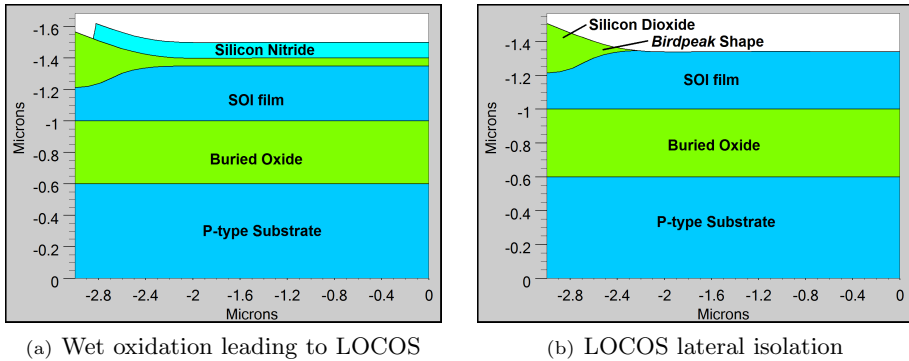 -1.6
-1.4
-1.2
-1
-0.8
-0.6
-0.4
-0.2
0
Microns
Silicon Nitride
SOI film
Buried Oxide
P-type Substrate
-2.8
-2.4
-2
-1.6
-1.2
-0.8
-0.4
0
Microns
(a) Wet oxidation leading to LOCOS
-1.4
-1.2
-1
-0.8
-0.6
-0.4
-0.2
0
Microns
Silicon Dioxide
Birdpeak Shape
SOI film
Buried Oxide
P-type Substrate
-2.8
-2.4
-2
-1.6
-1.2
-0.8
-0.4
0
Microns
(b) LOCOS lateral isolation